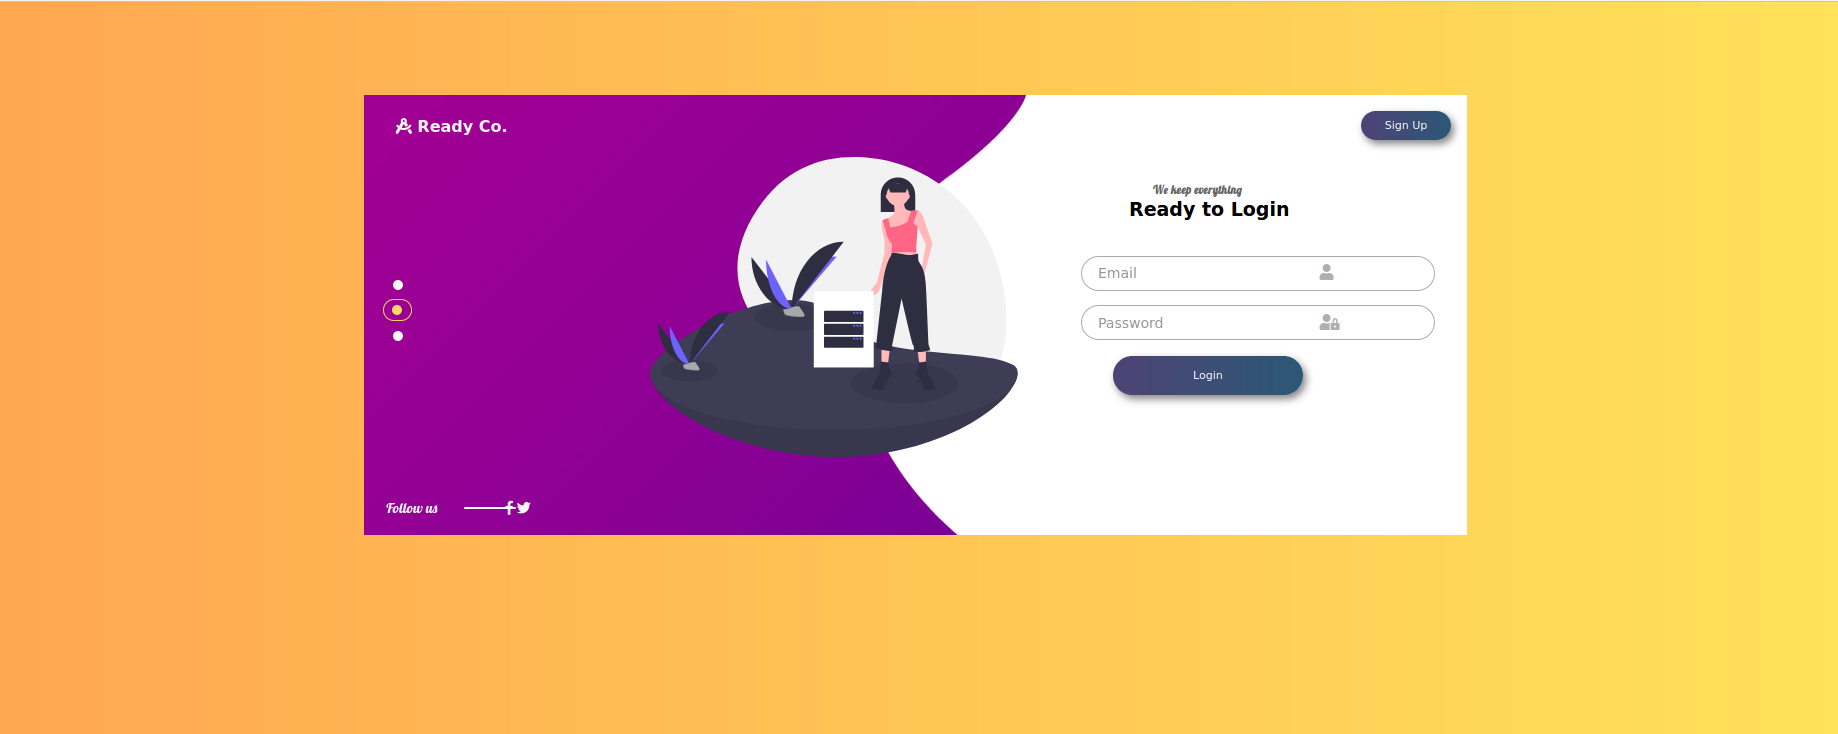 Ready Co.
Sign Up
We keep everything
Ready to Login
Email
Password
Login
Follow us